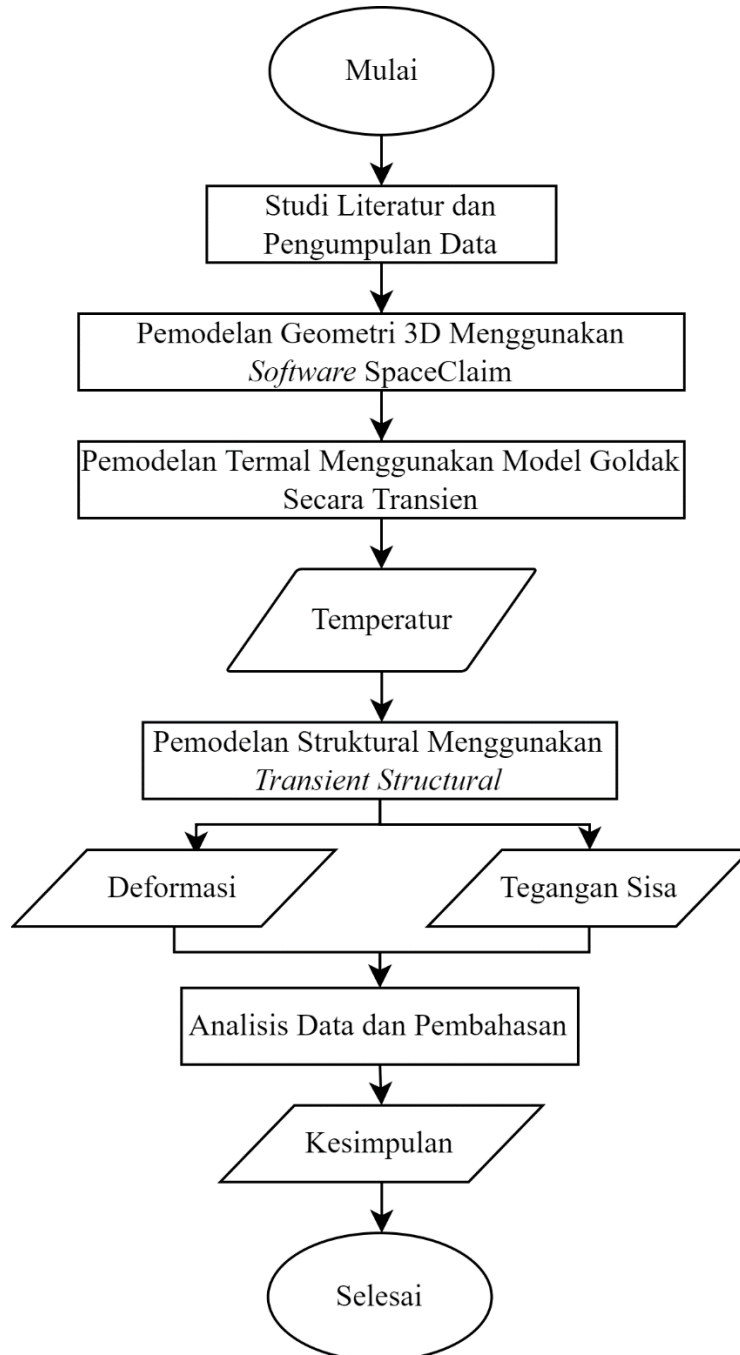 Mulai
Studi Literatur dan
Pengumpulan Data
Pemodelan Geometri 3D Menggunakan
Software SpaceClaim
Pemodelan Termal Menggunakan Model Goldak
Secara Transien
Temperatur
Pemodelan Struktural Menggunakan
Transient Structural
Deformasi
Tegangan Sisa
Analisis Data dan Pembahasan
Kesimpulan
Selesai